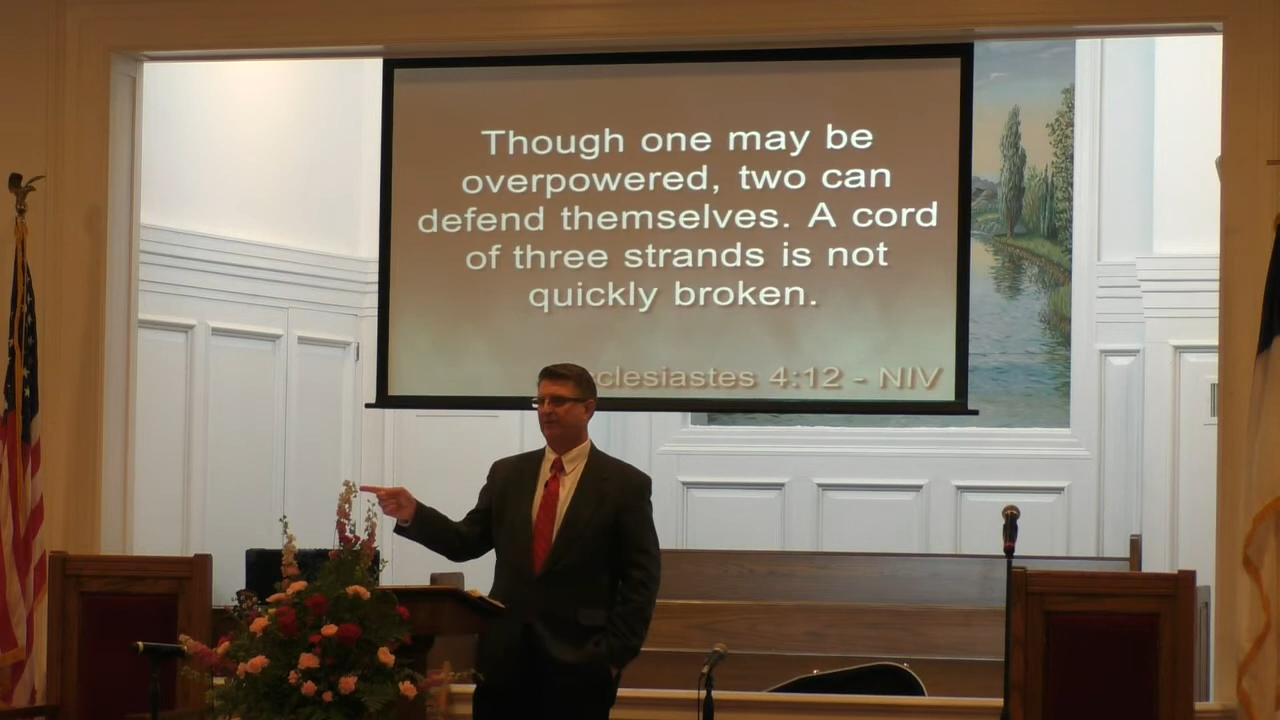 Though one may be
overpowered, two can
defend themselves. A cord
of three strands is not
quickly broken.
clesiastes 4:12 - NIV